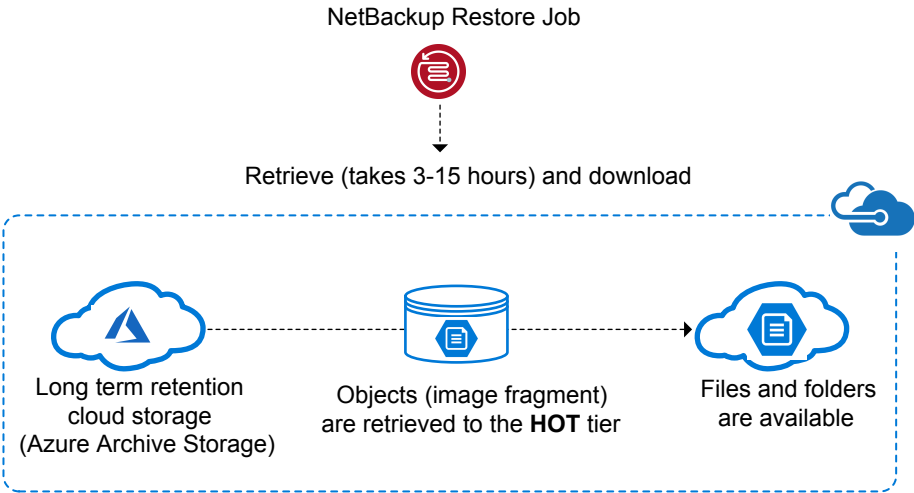 NetBackup Restore Job
Retrieve (takes 3-15 hours) and download
Long term retention
cloud storage
(Azure Archive Storage)
Objects (image fragment)
are retrieved to the HOT tier
Files and folders
are available